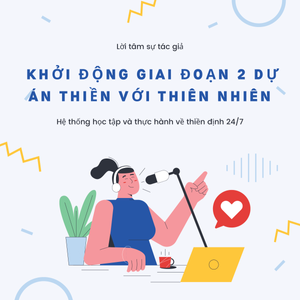 Lời tâm sự tác giả
KHỞI ĐỘNG GIAI ĐOẠN 2 DỰ
ÁN THIỀN VỚI THIÊN NHIÊN
Hệ thống học tập và thực hành về thiền định 24/7